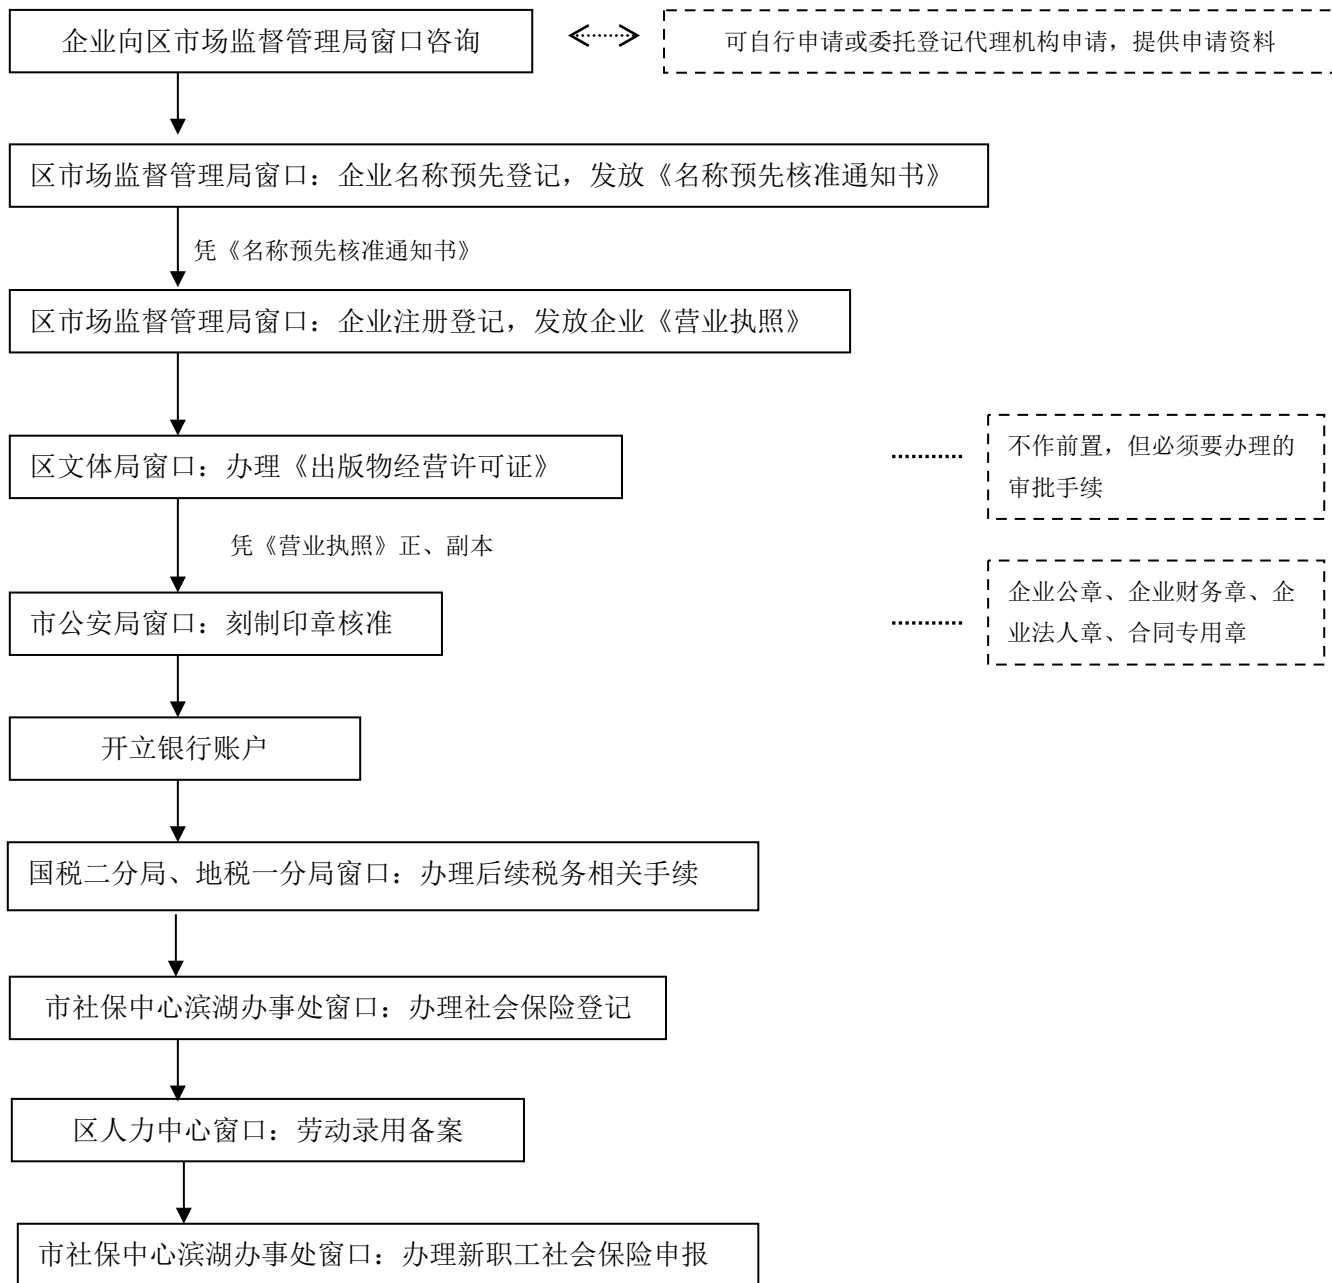 企业向区市场监督管理局窗口咨询
可自行申请或委托登记代理机构申请，提供申请资料
区市场监督管理局窗口：企业名称预先登记，发放《名称预先核准通知书》
凭《名称预先核准通知书》
区市场监督管理局窗口：企业注册登记，发放企业《营业执照》
区文体局窗口：办理《出版物经营许可证》
不作前置，但必须要办理的
审批手续
凭《营业执照》正、副本
市公安局窗口：刻制印章核准
企业公章、企业财务章、企
业法人章、合同专用章
开立银行账户
国税二分局、地税一分局窗口：办理后续税务相关手续
市社保中心滨湖办事处窗口：办理社会保险登记
区人力中心窗口：劳动录用备案
市社保中心滨湖办事处窗口：办理新职工社会保险申报